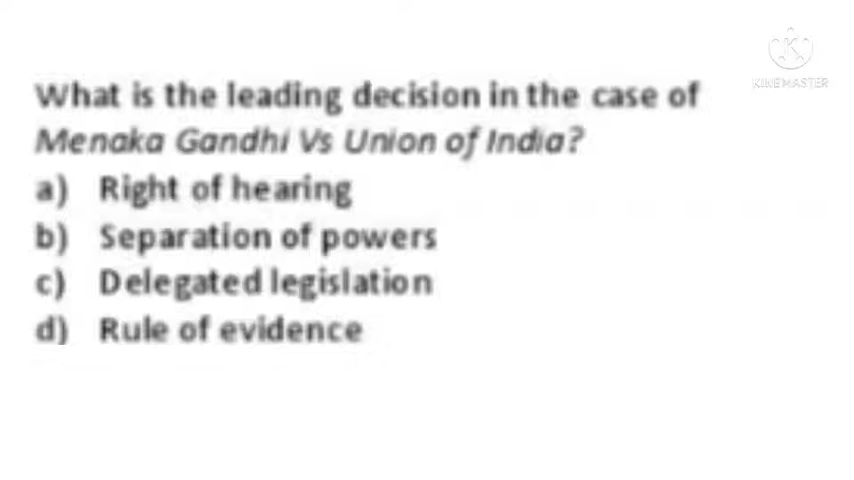 KINEMASTER
What is the leading decision in the case of
Menaka Gandhi Vs Union of India?
a) Right of hearing
b) Separation of powers
c) Delegated legislation
d) Rule of evidence